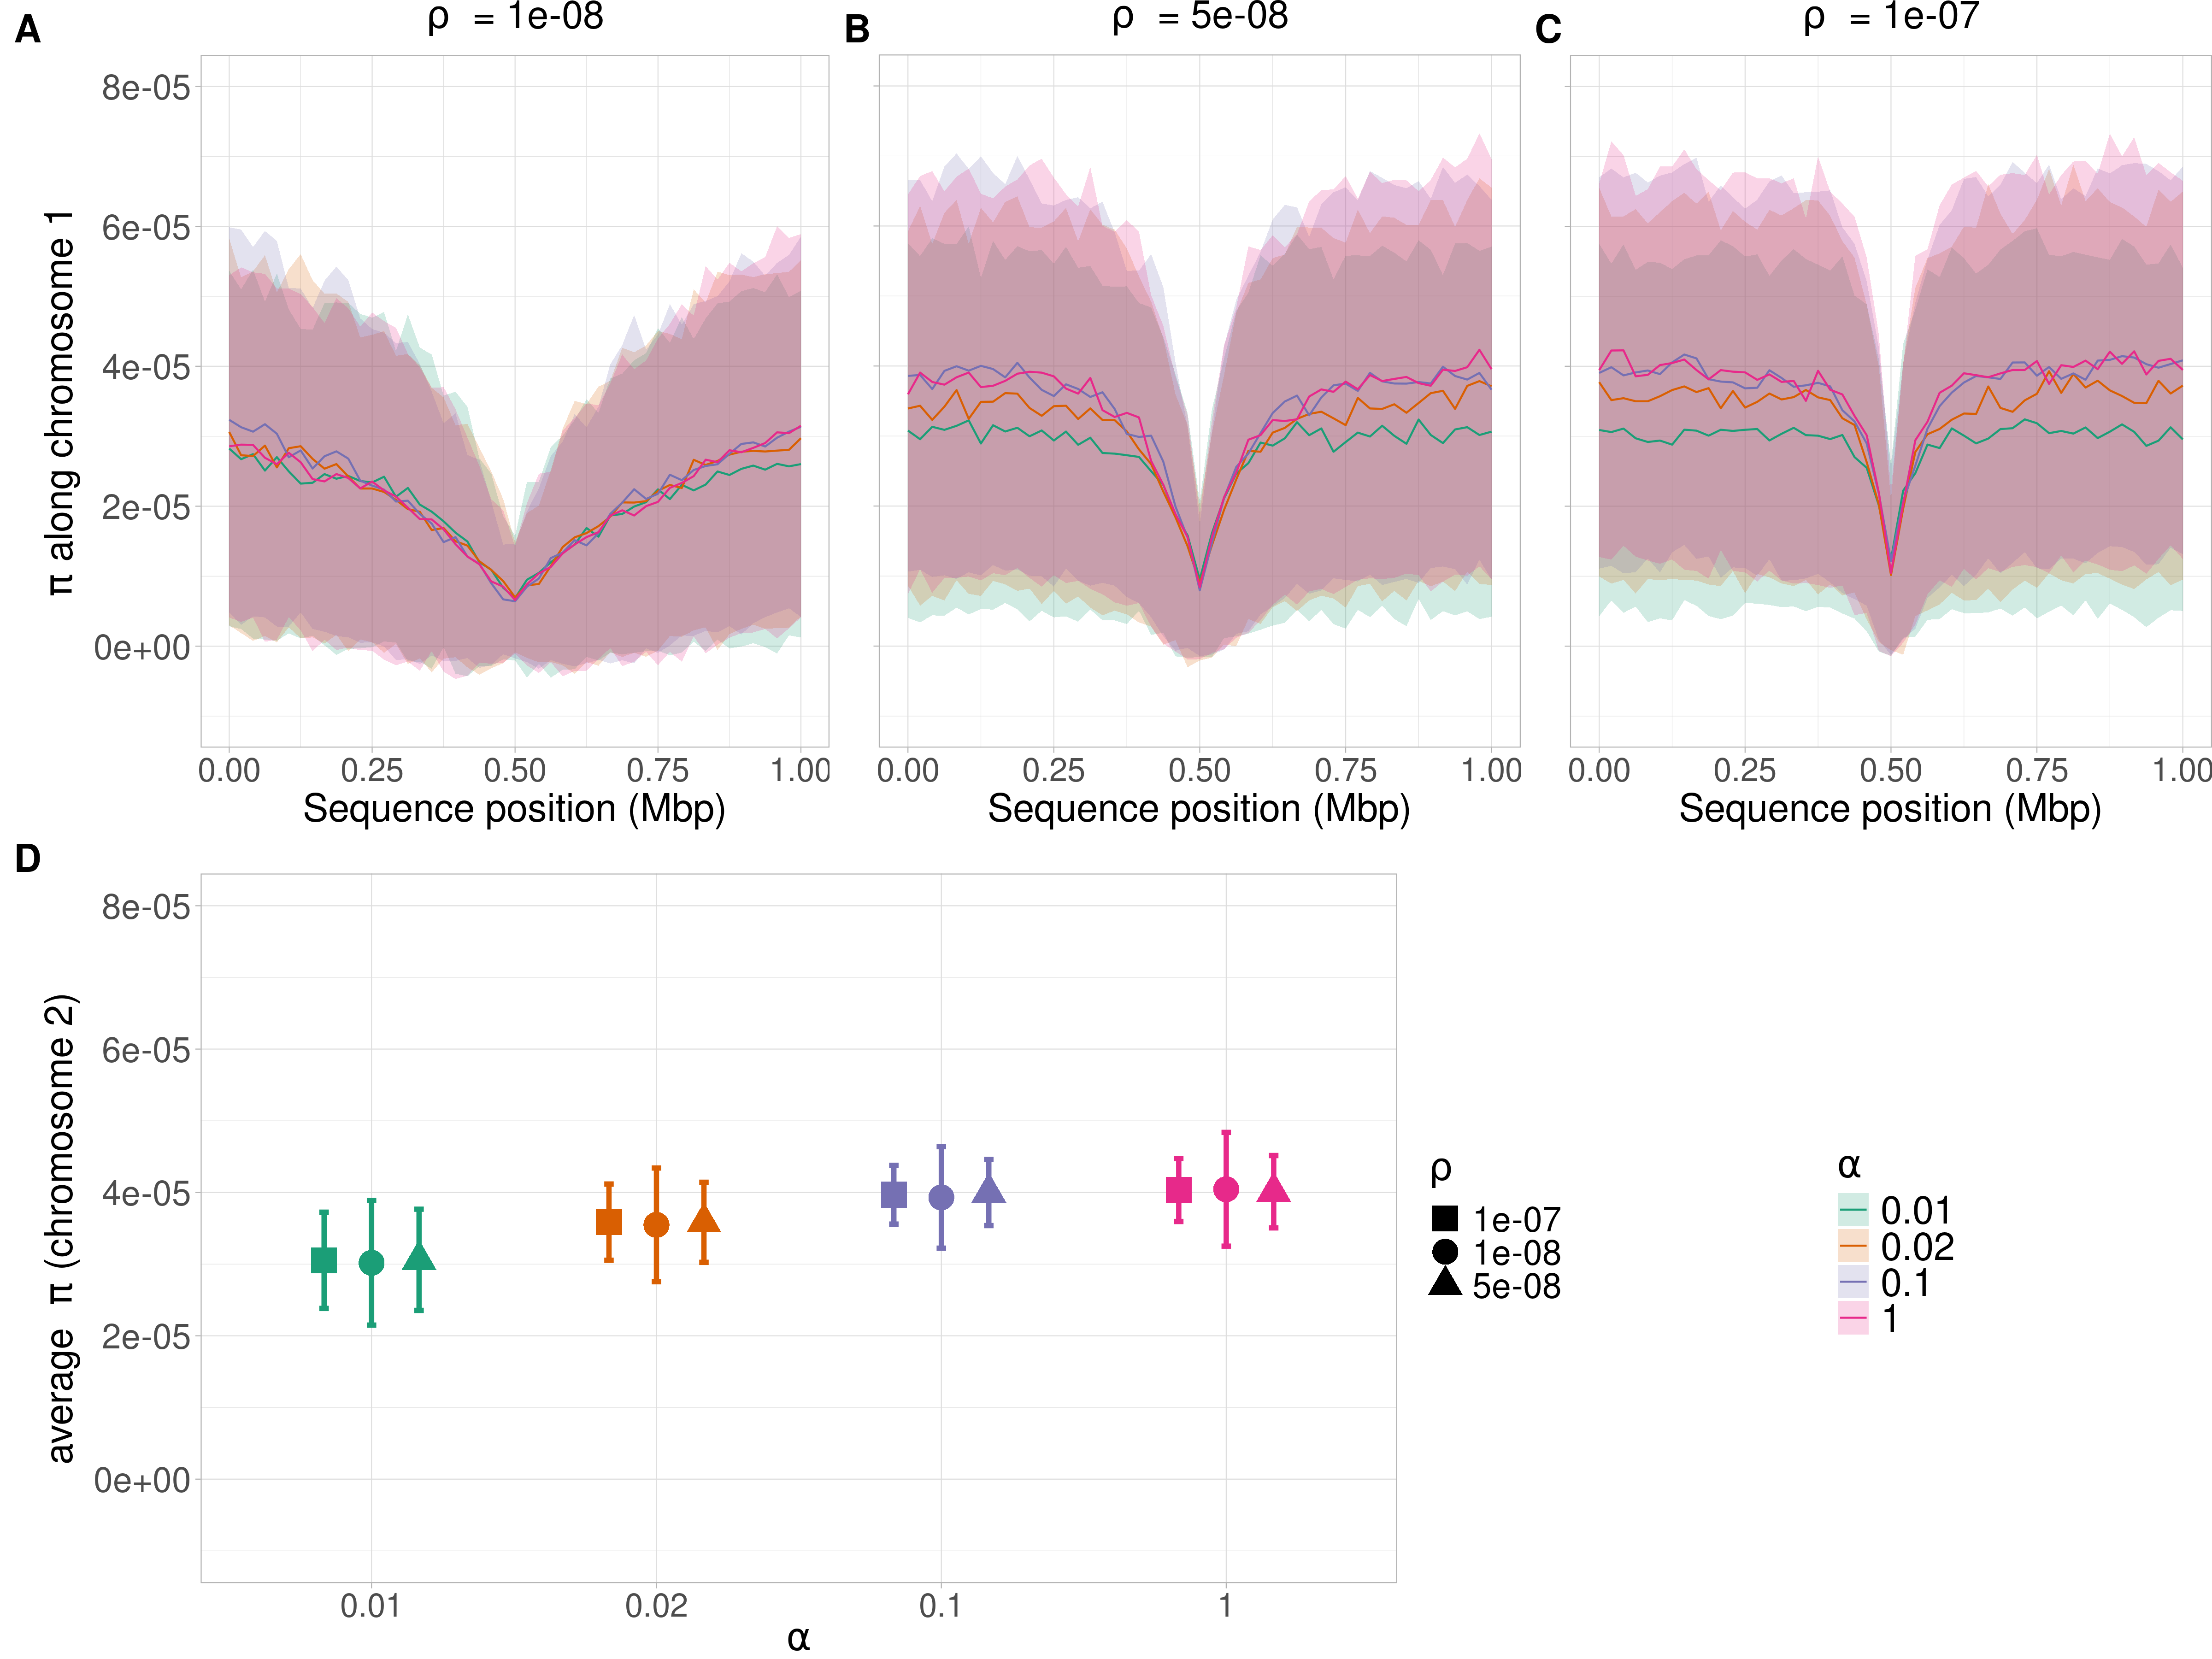 A
ρ = 1e-08
B
ρ = 5e-08
C
ρ = 1e-07
π along chromosome 1
8e-05
6e-05
4e-05
2e-05
0e+00
0.00 0.25 0.50 0.75 1.00
0.00 0.25 0.50 0.75 1.00
0.00 0.25 0.50 0.75 1.00
Sequence position (Mbp)
Sequence position (Mbp)
Sequence position (Mbp)
D
average π (chromosome 2)
8e-05
6e-05
4e-05
2e-05
0e+00
0.01 0.02 0.1 1
α
ρ
1e-07
1e-08
5e-08
α
0.01
0.02
0.1
1